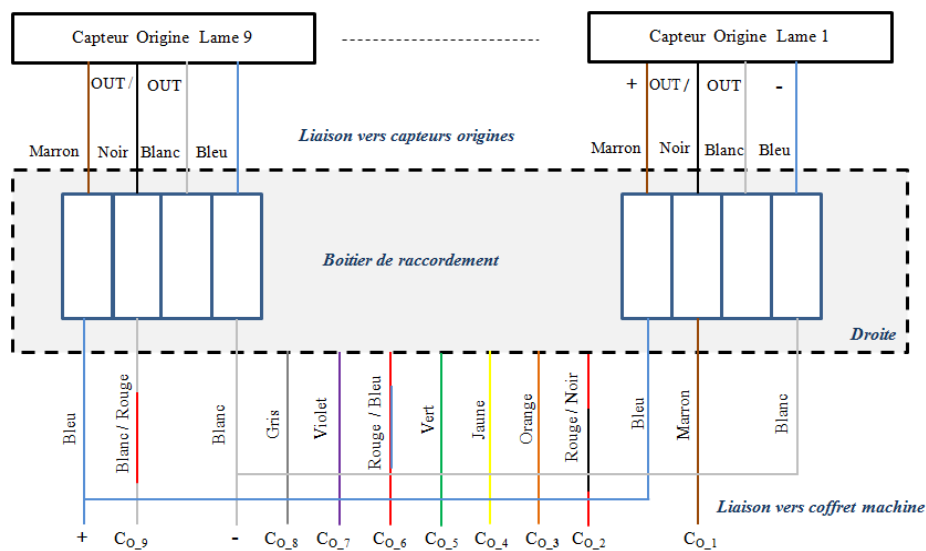 Capteur Origine Lame 9
Capteur Origine Lame 1
OUT / OUT
+ OUT / OUT -
Liaison vers capteurs origines
Marron Noir Blanc Bleu
Marron Noir Blanc Bleu
Boitier de raccordement
Droite
Bleu
Blanc / Rouge
Blanc
Gris
Violet
Rouge / Bleu
Vert
Jaune
Orange
Rouge / Noir
Bleu
Marron
Blanc
Liaison vers coffret machine
+ CO_9 - CO_8 CO_7 CO_6 CO_5 CO_4 CO_3 CO_2 CO_1